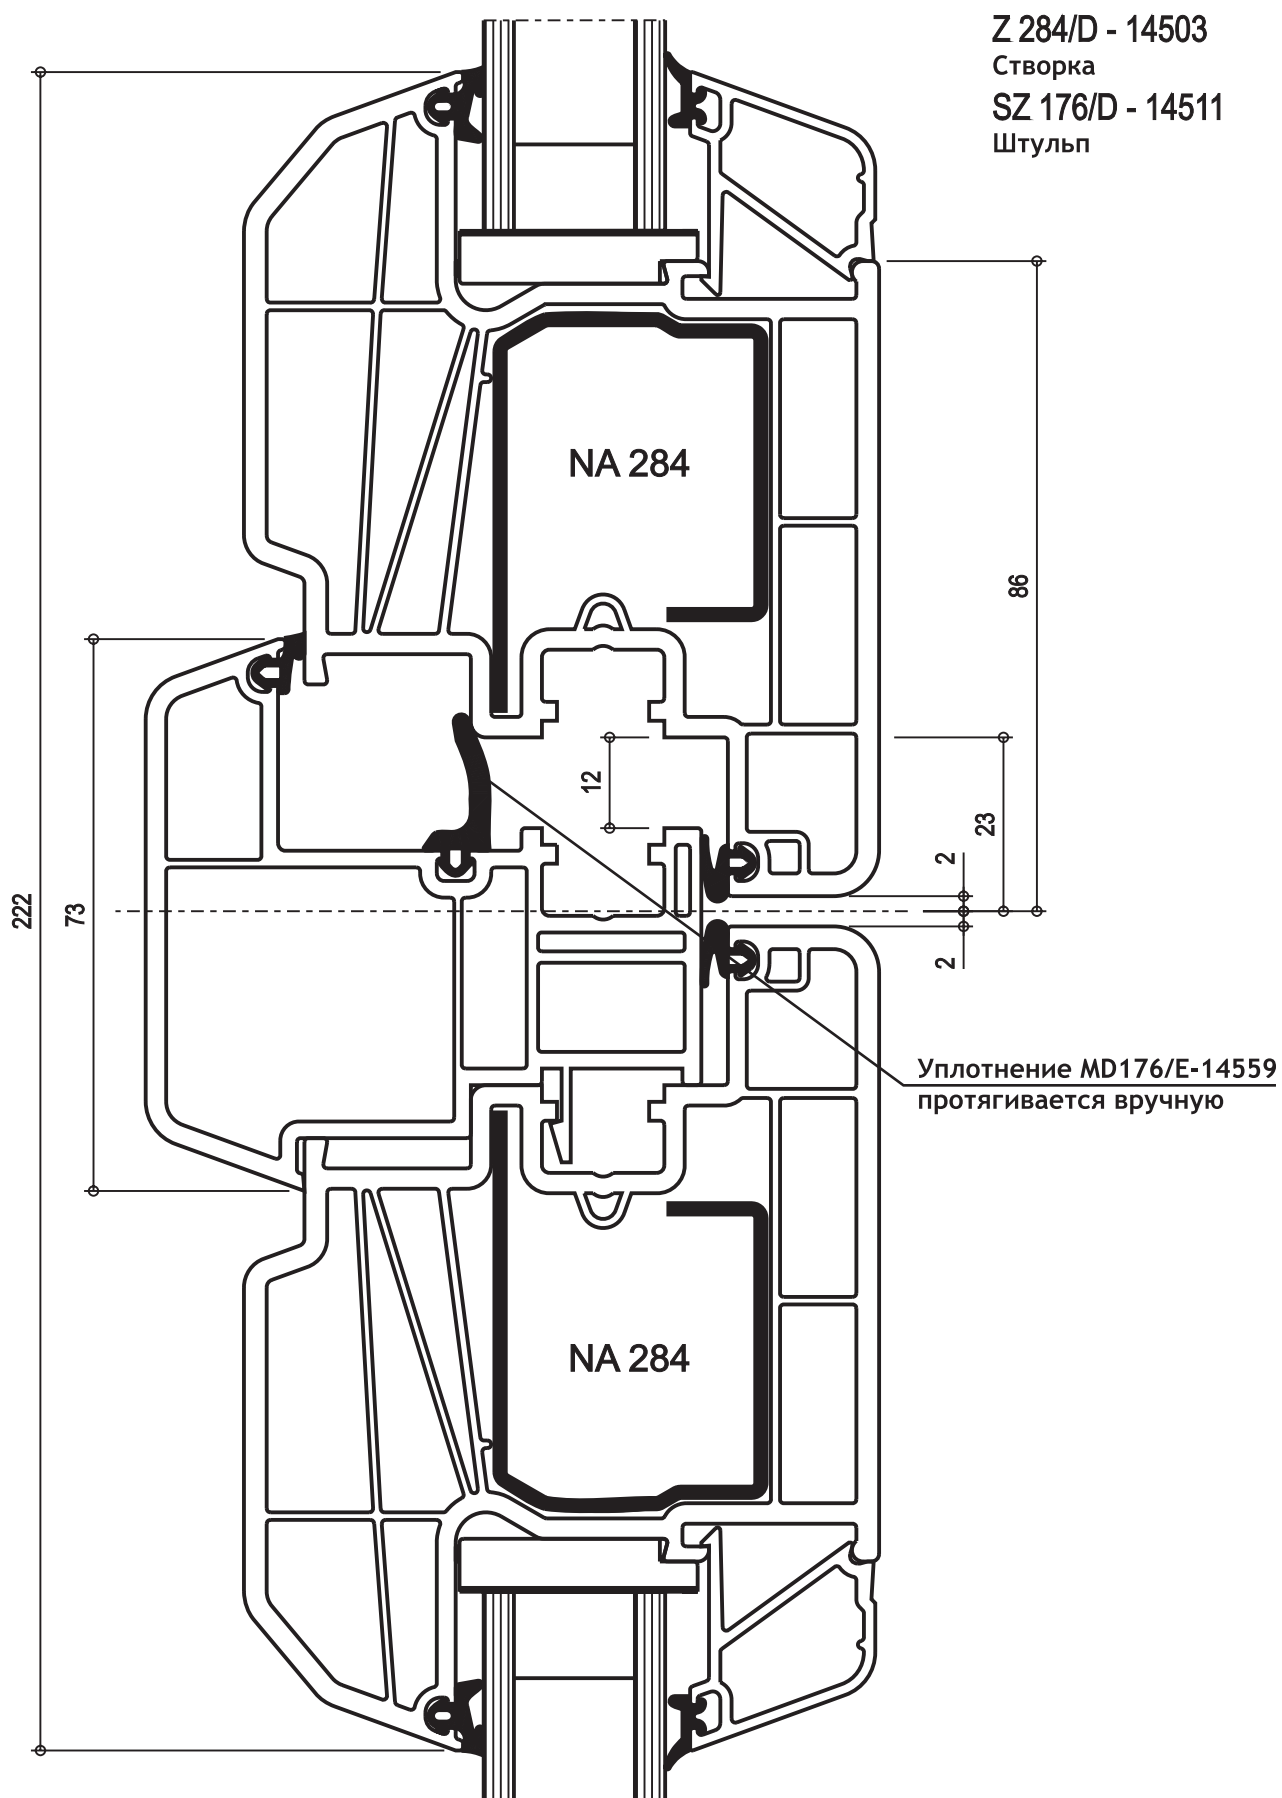 Z 284/D - 14503
Створка
SZ 176/D - 14511
Штульп
NA 284
86
12
23
2
222
73
2
Уплотнение MD176/E-14559
протягивается вручную
NA 284